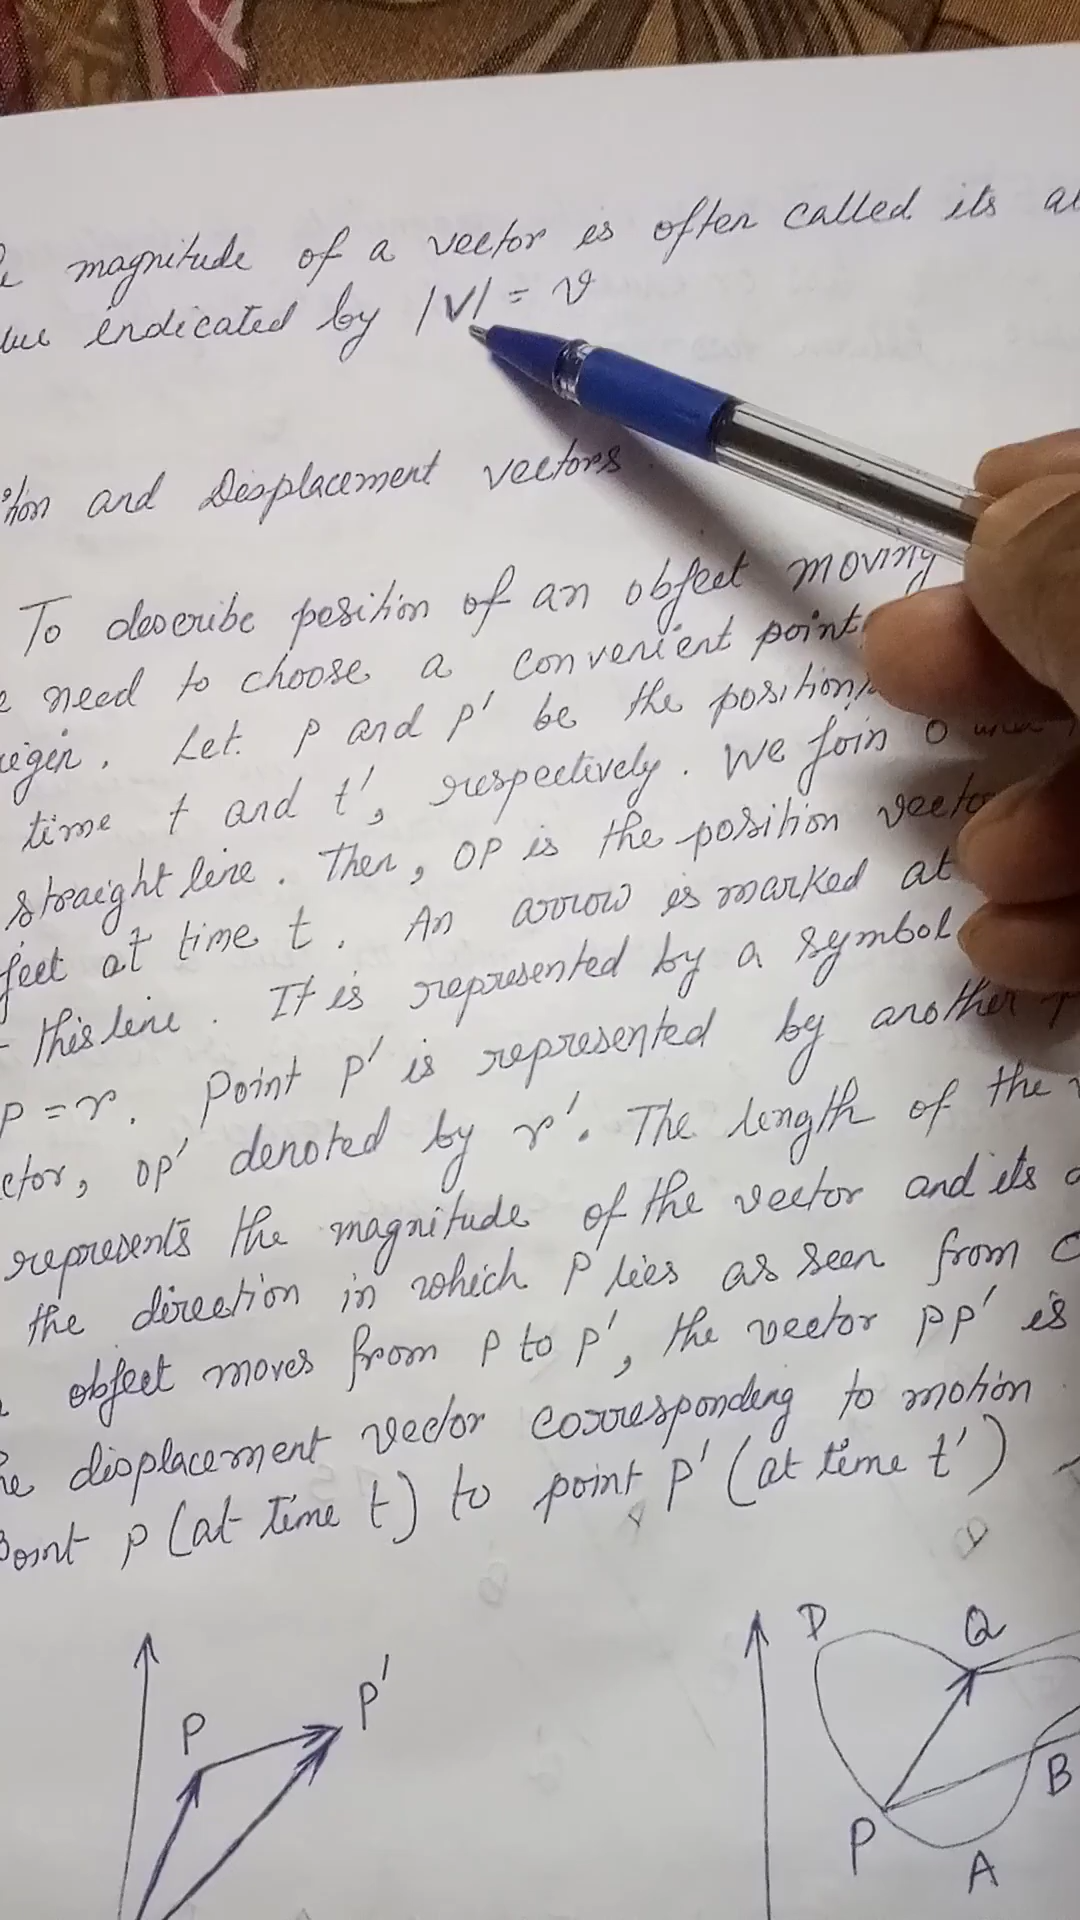 magnitude of a vector is often called its
indicated by |V| = v
and Displacement vectors
To describe position of an object moving
need to choose a convenient point
Let P and P' be the position
time t and t', respectively. We join O
straight line. Then, OP is the position vecto
at time t. An arrow is marked at
this line. It is represented by a symbol
P = r. Point P' is represented by another
OP' denoted by r'. The length of the
represents the magnitude of the vector and its
the direction in which P lies as seen from
object moves from P to P', the vector PP' is
displacement vector corresponding to motion
P (at time t) to point P' (at time t')
P P'
D Q
B
P A